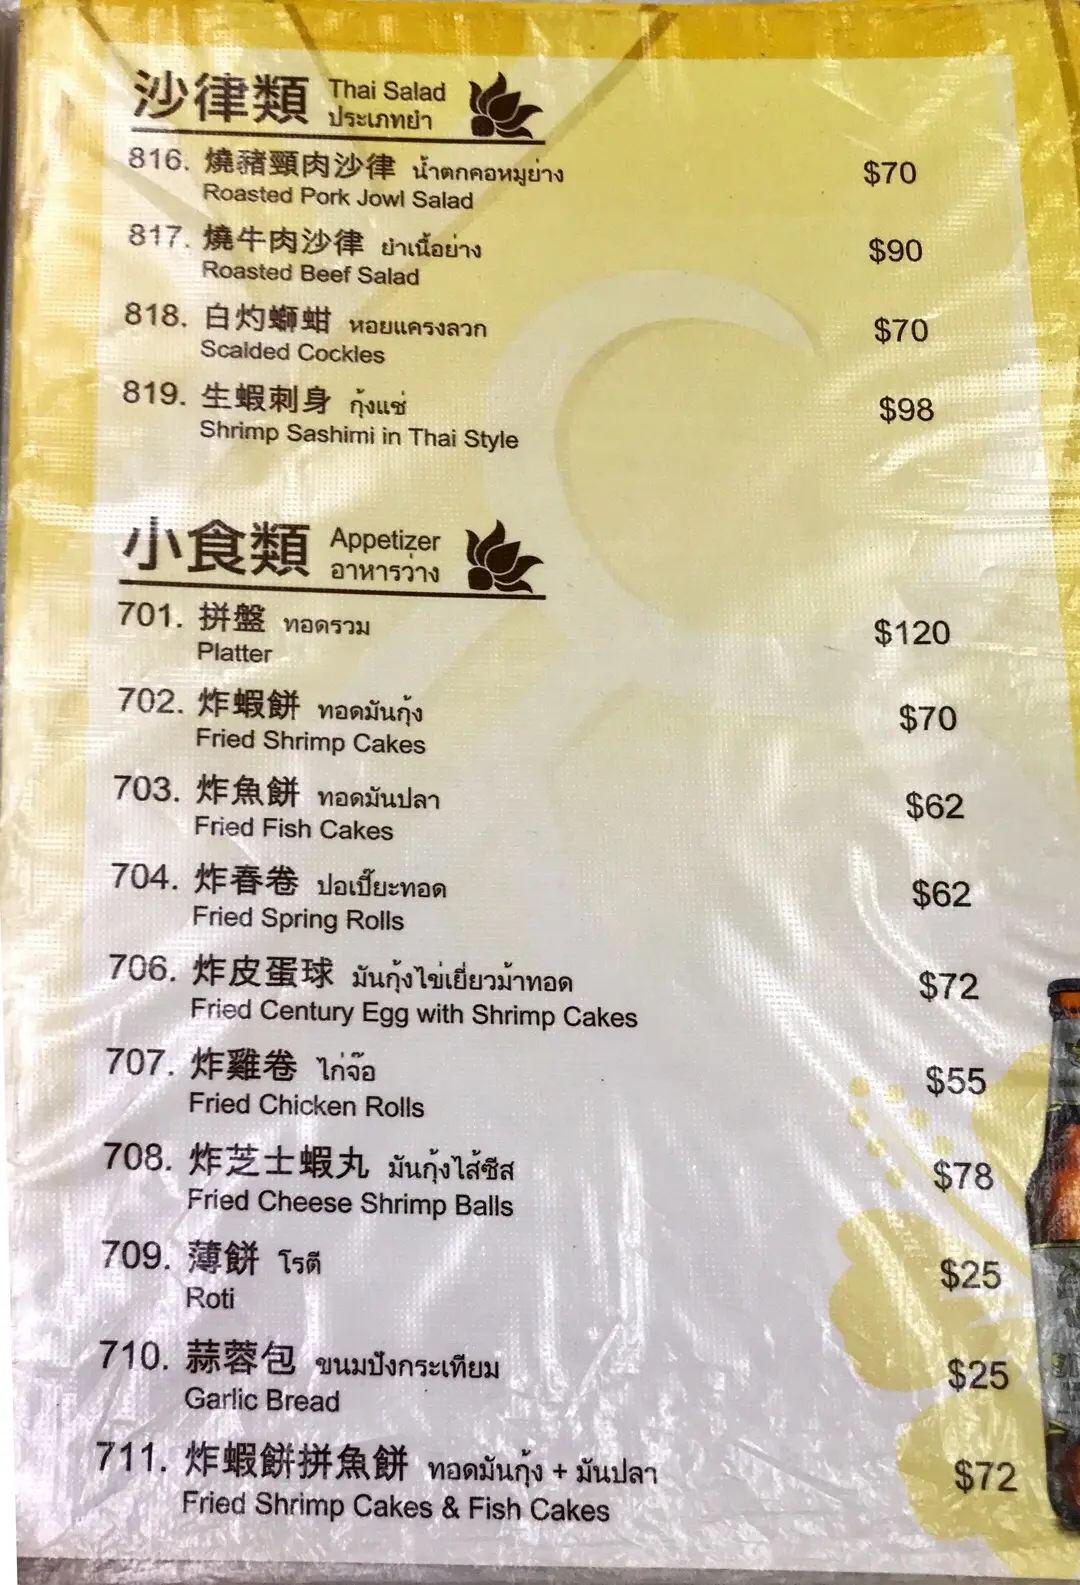 沙律類 Thai Salad
ประเภทยำ
816. 燒豬頸肉沙律 น้ำตกคอหมูย่าง $70
Roasted Pork Jowl Salad
817. 燒牛肉沙律 ยำเนื้อย่าง $90
Roasted Beef Salad
818. 白灼螄蚶 หอยแครงลวก $70
Scalded Cockles
819. 生蝦刺身 กุ้งแช่ $98
Shrimp Sashimi in Thai Style
小食類 Appetizer
อาหารว่าง
701. 拼盤 ทอดรวม $120
Platter
702. 炸蝦餅 ทอดมันกุ้ง $70
Fried Shrimp Cakes
703. 炸魚餅 ทอดมันปลา $62
Fried Fish Cakes
704. 炸春卷 ปอเปี๊ยะทอด $62
Fried Spring Rolls
706. 炸皮蛋球 มันกุ้งไข่เยี่ยวม้าทอด $72
Fried Century Egg with Shrimp Cakes
707. 炸雞卷 ไก่จ๊อ $55
Fried Chicken Rolls
708. 炸芝士蝦丸 มันกุ้งไส้ซีส $78
Fried Cheese Shrimp Balls
709. 薄餅 โรตี $25
Roti
710. 蒜蓉包 ขนมปังกระเทียม $25
Garlic Bread
711. 炸蝦餅拼魚餅 ทอดมันกุ้ง + มันปลา $72
Fried Shrimp Cakes & Fish Cakes